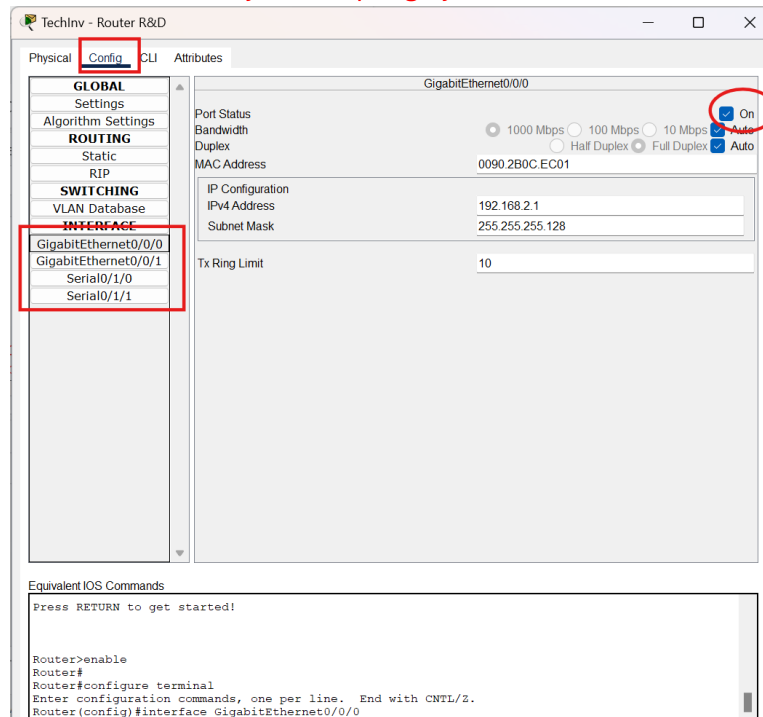 TechInv - Router R&D
Physical Config CLI Attributes
GLOBAL
Settings
Algorithm Settings
ROUTING
Static
RIP
SWITCHING
VLAN Database
INTERFACE
GigabitEthernet0/0/0
GigabitEthernet0/0/1
Serial0/1/0
Serial0/1/1
GigabitEthernet0/0/0
Port Status On
Bandwidth 1000 Mbps 100 Mbps 10 Mbps Auto
Duplex Half Duplex Full Duplex Auto
MAC Address 0090.2B0C.EC01
IP Configuration
IPv4 Address 192.168.2.1
Subnet Mask 255.255.255.128
Tx Ring Limit 10
Equivalent IOS Commands
Press RETURN to get started!
Router>enable
Router#
Router#configure terminal
Enter configuration commands, one per line. End with CNTL/Z.
Router(config)#interface GigabitEthernet0/0/0